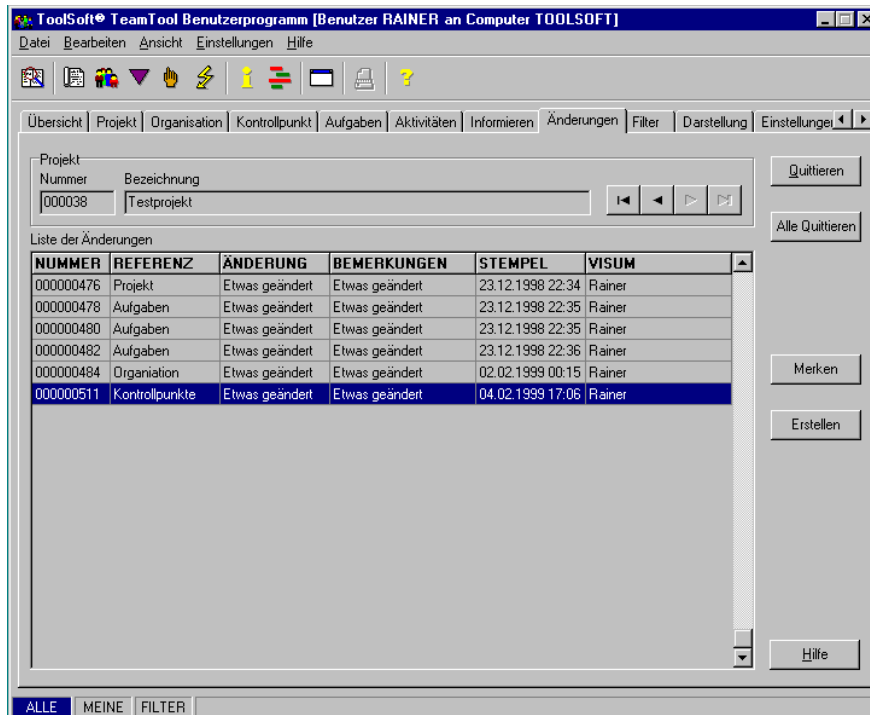 ToolSoft® TeamTool Benutzerprogramm [Benutzer RAINER an Computer TOOLSOFT]
Datei Bearbeiten Ansicht Einstellungen Hilfe
Übersicht Projekt Organisation Kontrollpunkt Aufgaben Aktivitäten Informieren Änderungen Filter Darstellung Einstellungen
Projekt
Nummer Bezeichnung
000038 Testprojekt
Quittieren
Alle Quittieren
Liste der Änderungen
NUMMER REFERENZ ÄNDERUNG BEMERKUNGEN STEMPEL VISUM
000000476 Projekt Etwas geändert Etwas geändert 23.12.1998 22:34 Rainer
000000478 Aufgaben Etwas geändert Etwas geändert 23.12.1998 22:35 Rainer
000000480 Aufgaben Etwas geändert Etwas geändert 23.12.1998 22:35 Rainer
000000482 Aufgaben Etwas geändert Etwas geändert 23.12.1998 22:36 Rainer
000000484 Organiation Etwas geändert Etwas geändert 02.02.1999 00:15 Rainer
000000511 Kontrollpunkte Etwas geändert Etwas geändert 04.02.1999 17:06 Rainer
Merken
Erstellen
Hilfe
ALLE MEINE FILTER